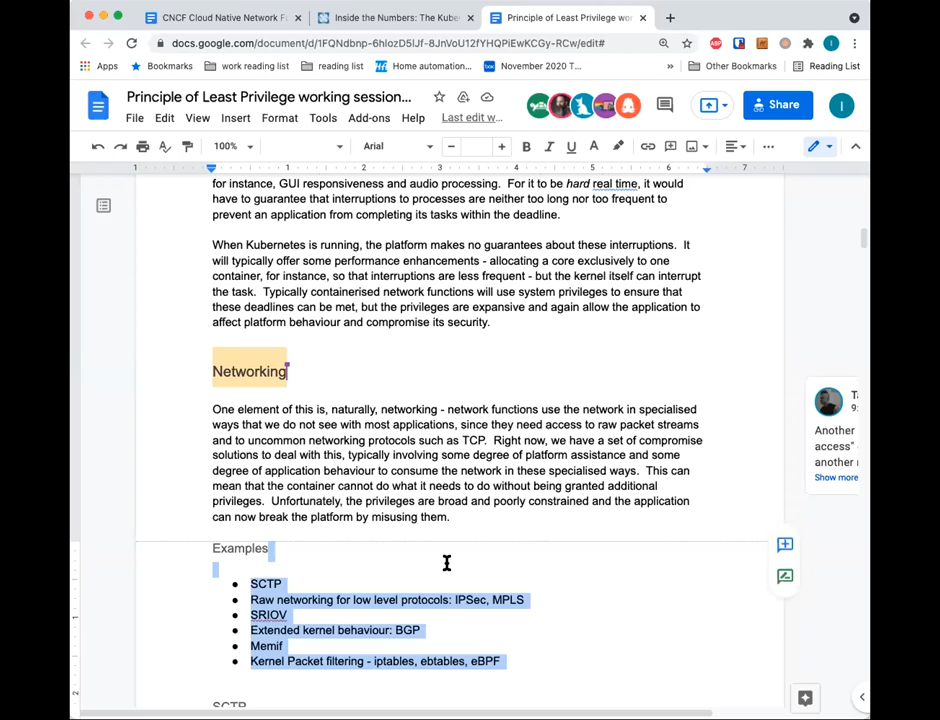 CNCF Cloud Native Network F
Inside the Numbers: The Kube
Principle of Least Privilege wo
docs.google.com/document/d/1FQNdbnp-6hIozD5IJf-8JnVoU12fYHQPiEwKCGy-RCw/edit#
ABP
I
Apps
Bookmarks
work reading list
reading list
Home automation...
November 2020 T...
»
Other Bookmarks
Reading List
Principle of Least Privilege working session...
Share
I
File Edit View Insert Format Tools Add-ons Help Last edit w...
100%
Arial
B I U A
1 1 2 3 4 5 6 7
for instance, GUI responsiveness and audio processing. For it to be hard real time, it would
have to guarantee that interruptions to processes are neither too long nor too frequent to
prevent an application from completing its tasks within the deadline.
When Kubernetes is running, the platform makes no guarantees about these interruptions. It
will typically offer some performance enhancements - allocating a core exclusively to one
container, for instance, so that interruptions are less frequent - but the kernel itself can interrupt
the task. Typically containerised network functions will use system privileges to ensure that
these deadlines can be met, but the privileges are expansive and again allow the application to
affect platform behaviour and compromise its security.
Networking
One element of this is, naturally, networking - network functions use the network in specialised
ways that we do not see with most applications, since they need access to raw packet streams
and to uncommon networking protocols such as TCP. Right now, we have a set of compromise
solutions to deal with this, typically involving some degree of platform assistance and some
degree of application behaviour to consume the network in these specialised ways. This can
mean that the container cannot do what it needs to do without being granted additional
privileges. Unfortunately, the privileges are broad and poorly constrained and the application
can now break the platform by misusing them.
Ta
9:
Another
access"
another r
Show more
Examples
SCTP
Raw networking for low level protocols: IPSec, MPLS
SRIOV
Extended kernel behaviour: BGP
Memif
Kernel Packet filtering - iptables, ebtables, eBPF
SCTP
1
2